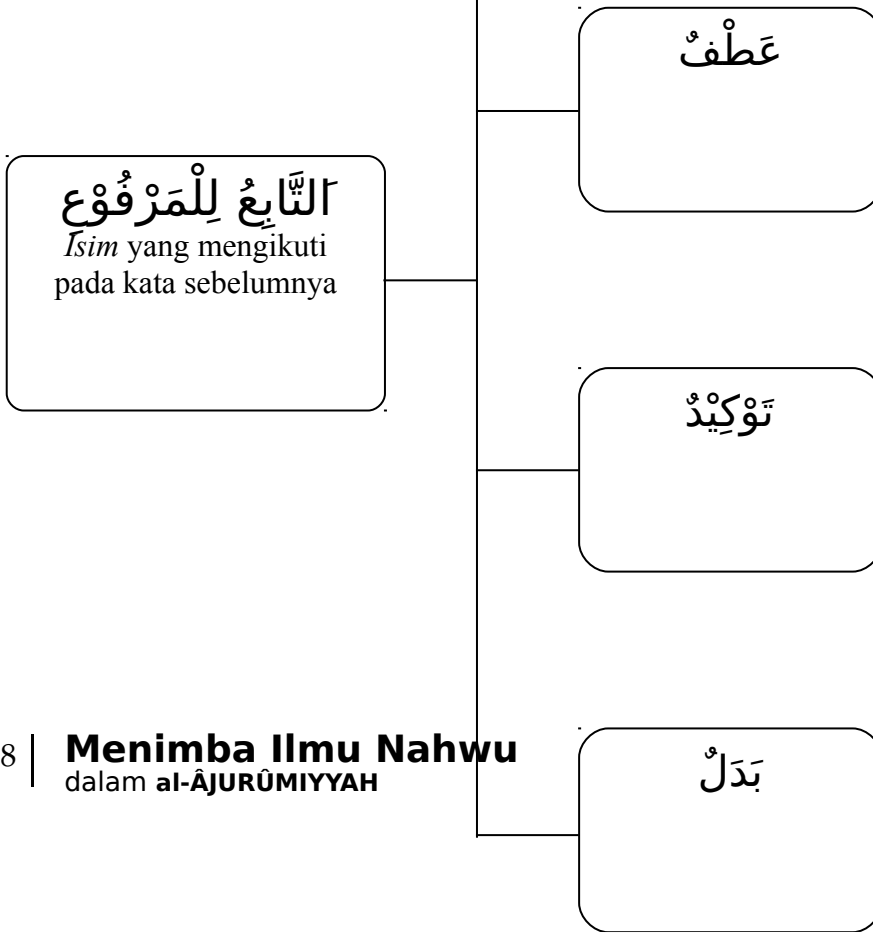 عَطْفٌ
اَلتَّابِعُ لِلْمَرْفُوْعِ
Isim yang mengikuti
pada kata sebelumnya
تَوْكِيْدٌ
8 | Menimba Ilmu Nahwu
dalam al-ÂJURÛMIYYAH
بَدَلٌ